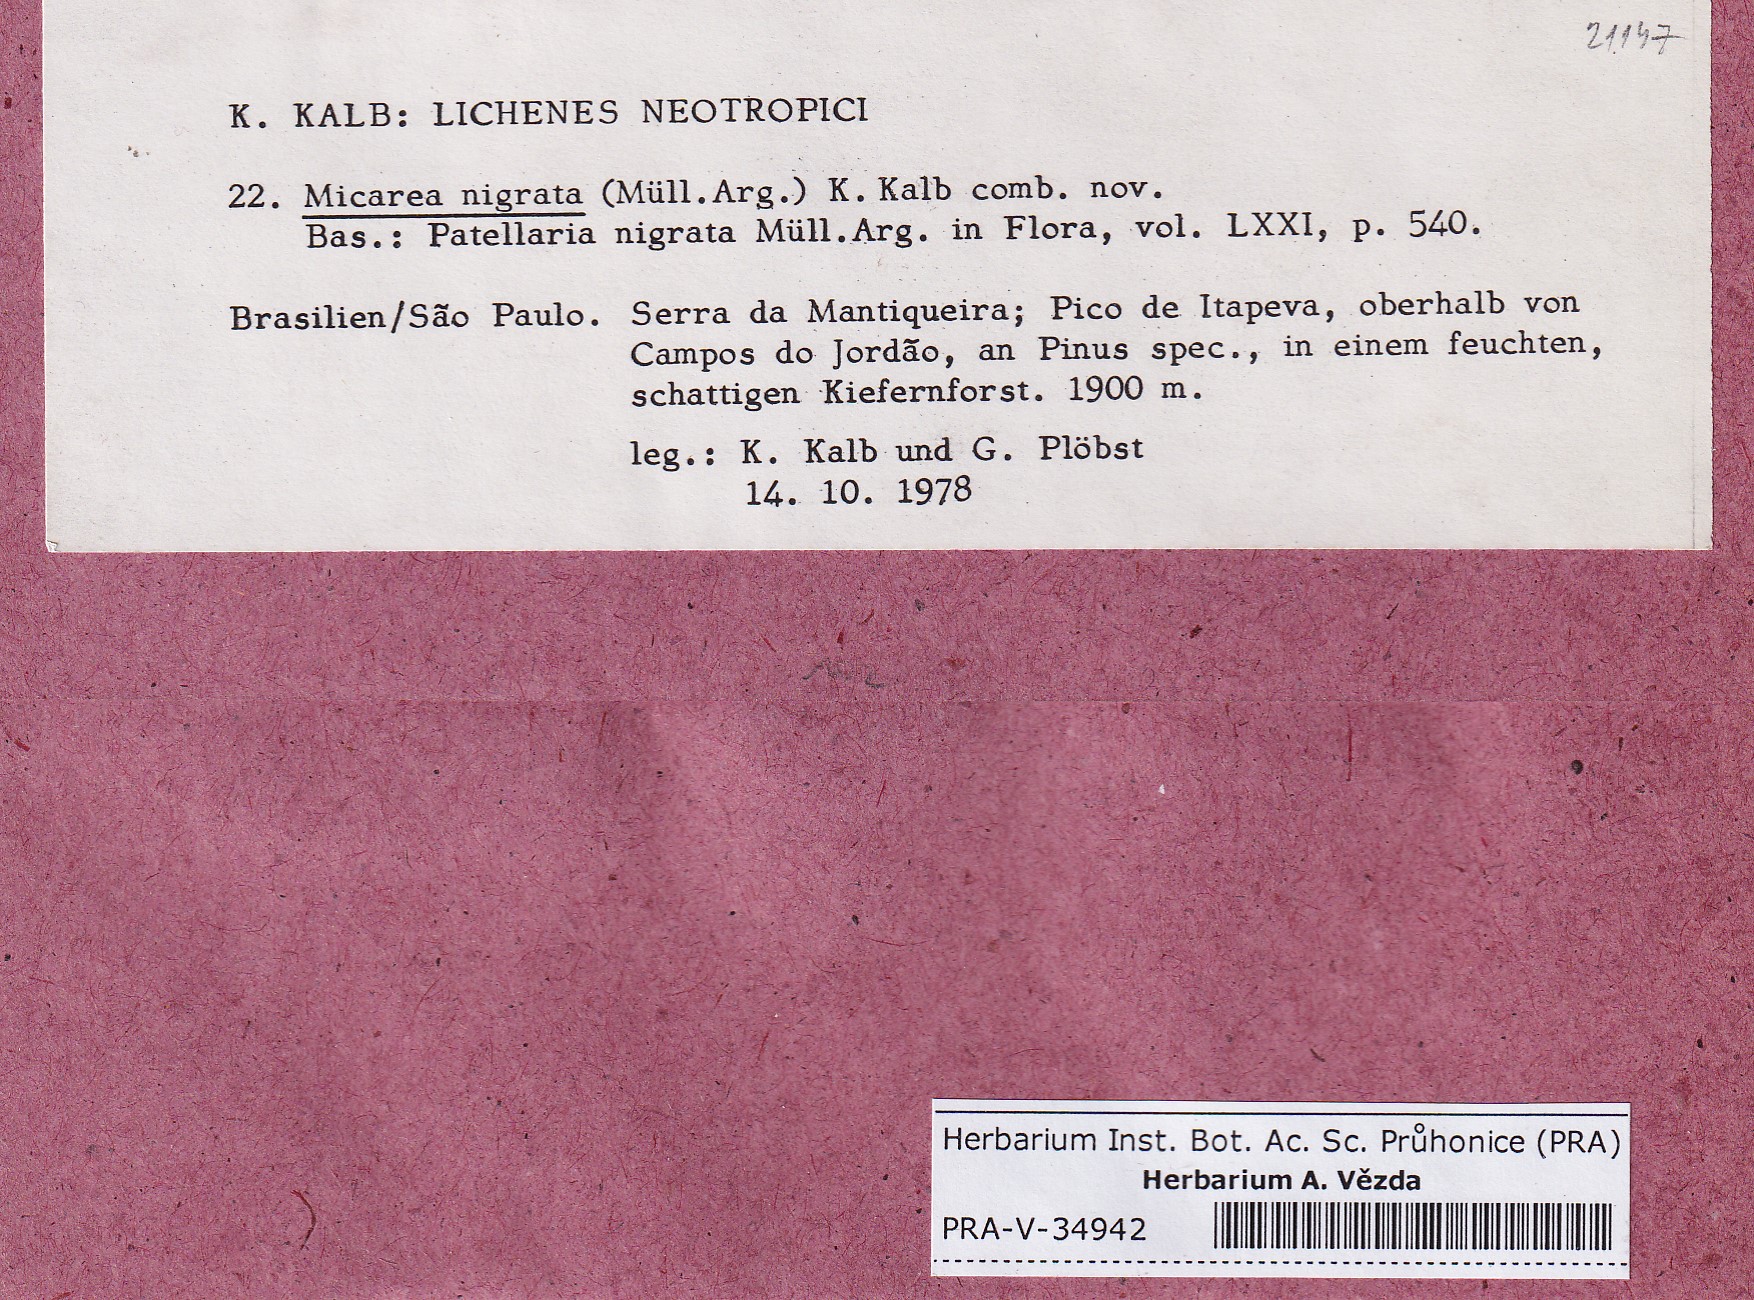 21147
K. KALB: LICHENES NEOTROPICI
22. Micarea nigrata (Müll.Arg.) K. Kalb comb. nov.
Bas.: Patellaria nigrata Müll.Arg. in Flora, vol. LXXI, p. 540.
Brasilien/São Paulo. Serra da Mantiqueira; Pico de Itapeva, oberhalb von
Campos do Jordão, an Pinus spec., in einem feuchten,
schattigen Kiefernforst. 1900 m.
leg.: K. Kalb und G. Plöbst
14. 10. 1978
Herbarium Inst. Bot. Ac. Sc. Průhonice (PRA)
Herbarium A. Vězda
PRA-V-34942